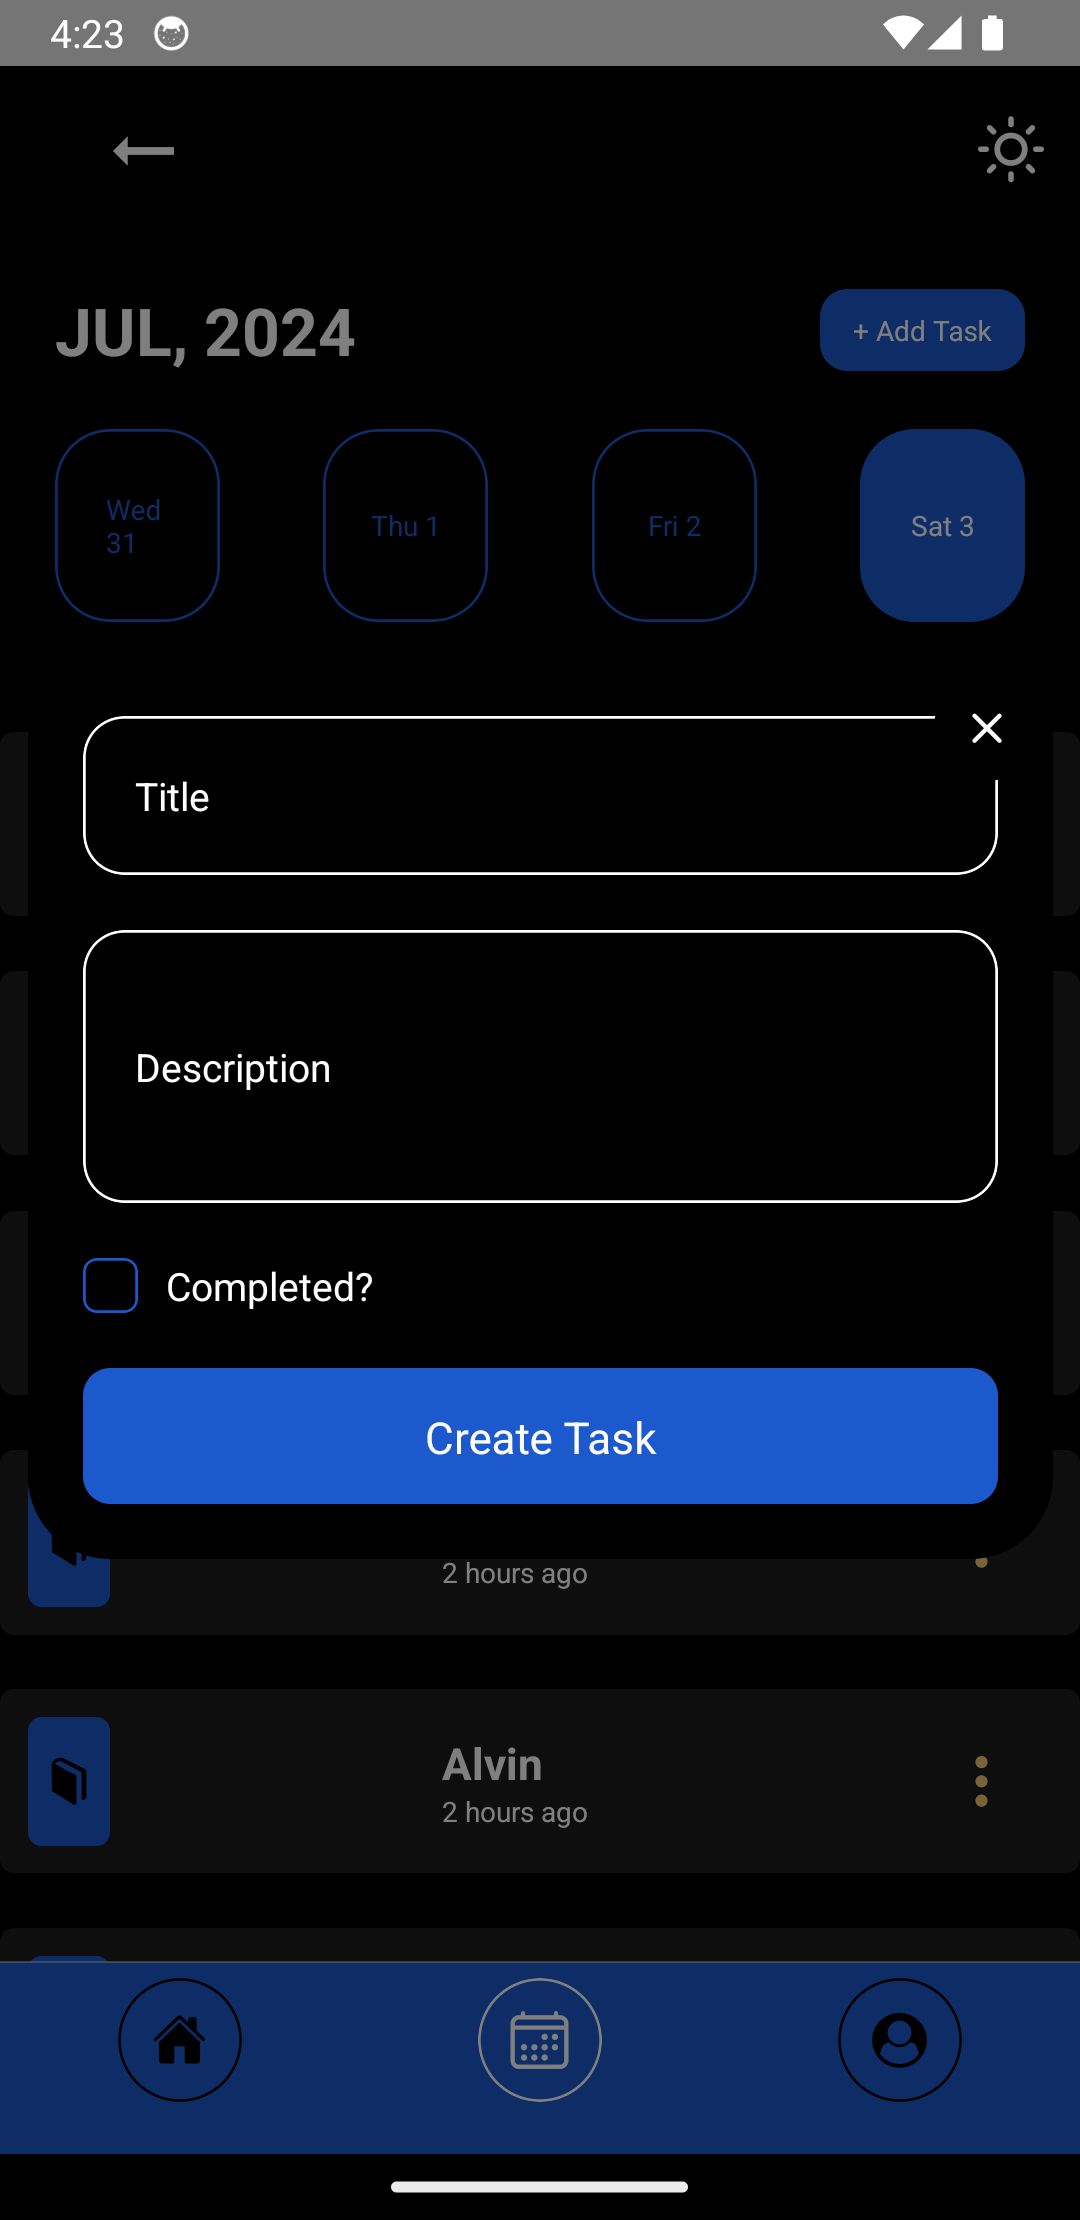 4:23
JUL, 2024
+ Add Task
Wed
31
Thu 1
Fri 2
Sat 3
Title
Description
Completed?
Create Task
2 hours ago
Alvin
2 hours ago